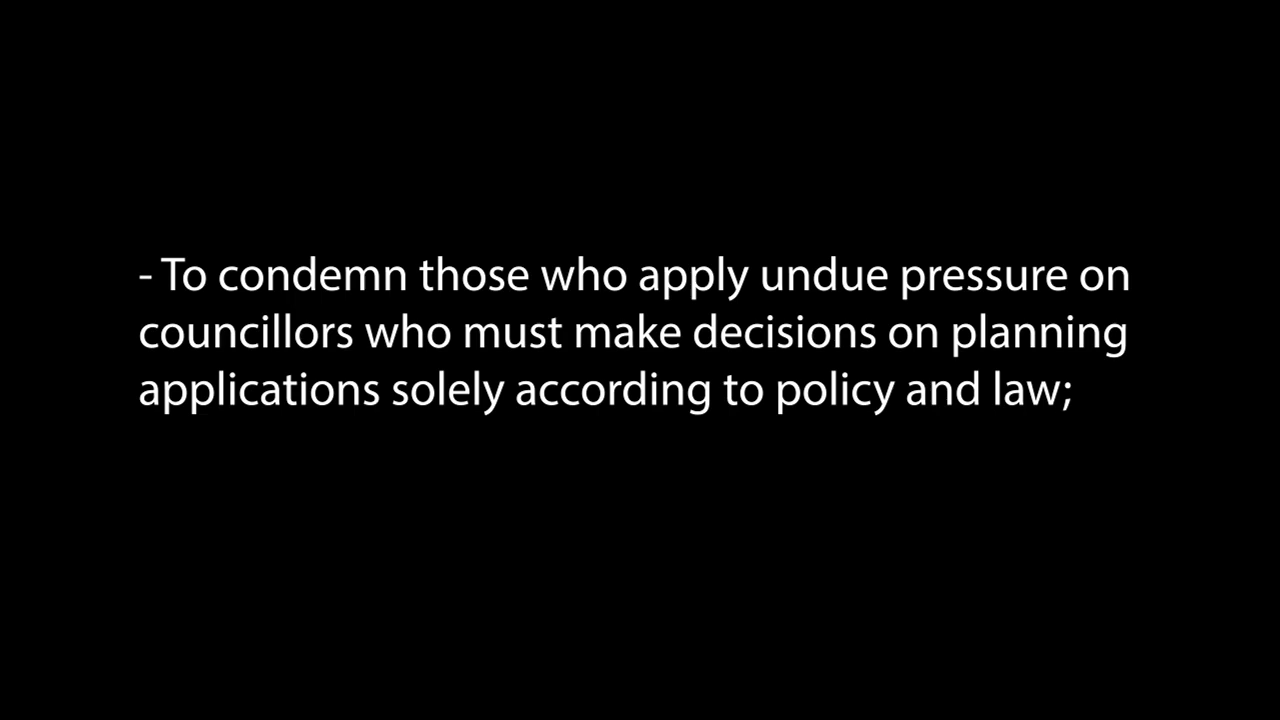 - To condemn those who apply undue pressure on
councillors who must make decisions on planning
applications solely according to policy and law;